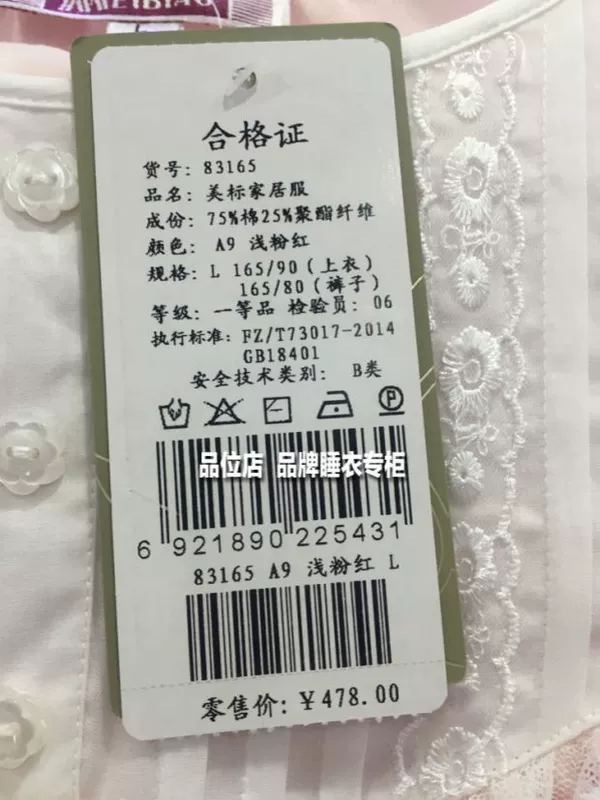 合格证
货号: 83165
品名: 美标家居服
成份: 75%棉25%聚酯纤维
颜色: A9 浅粉红
规格: L 165/90（上衣）
165/80（裤子）
等级: 一等品 检验员: 06
执行标准: FZ/T73017-2014
GB18401
安全技术类别: B类
品位店 品牌睡衣专柜
6 921890 225431
83165 A9 浅粉红 L
零售价: ¥478.00